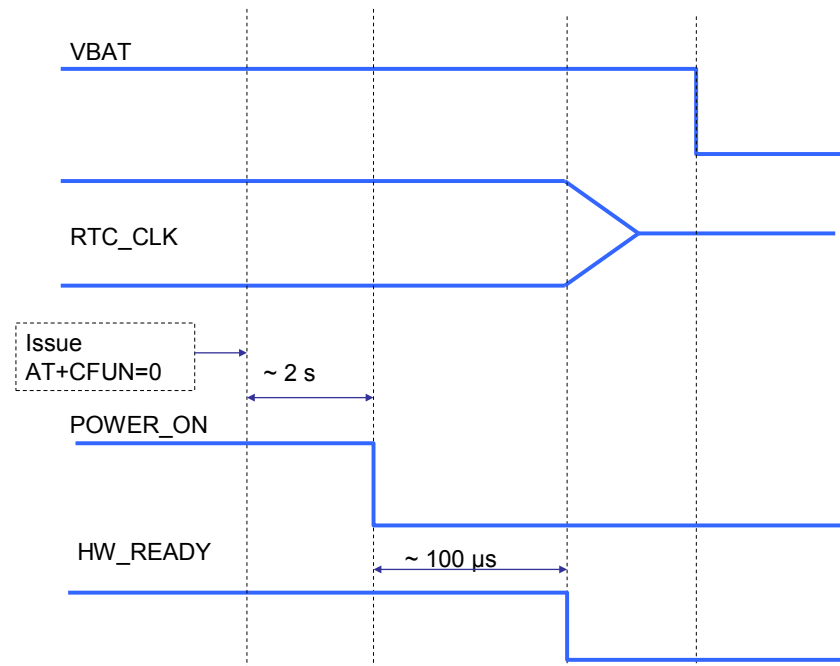 VBAT
RTC_CLK
Issue
AT+CFUN=0
~ 2 s
POWER_ON
HW_READY
~ 100 µs